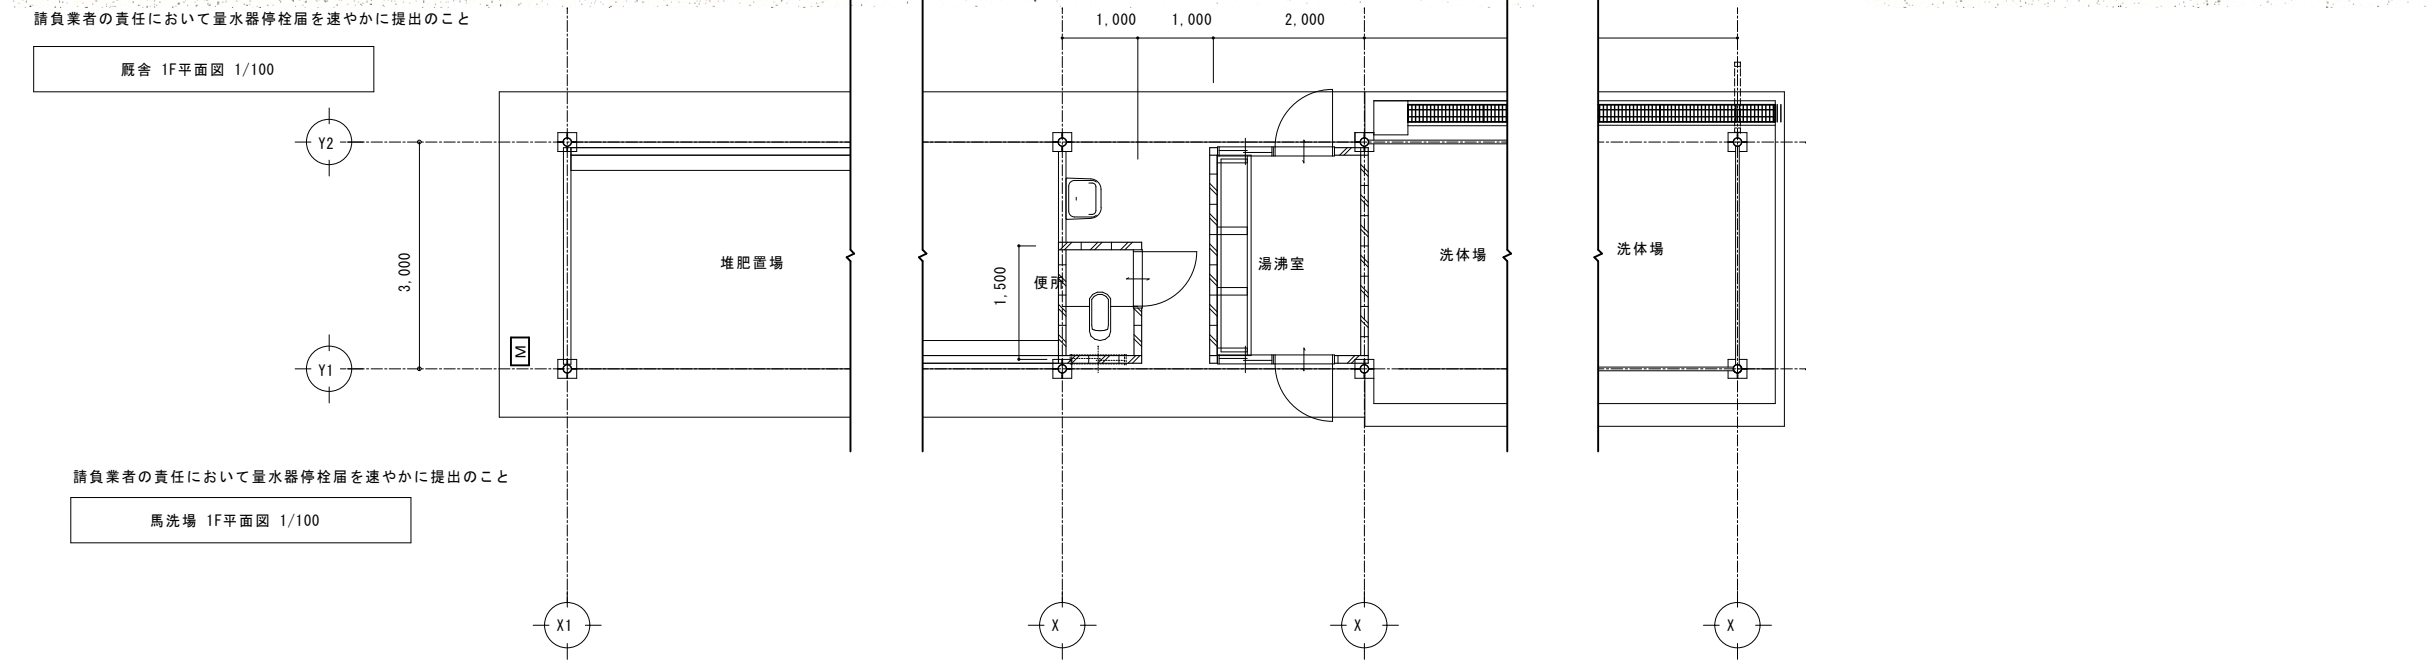 請負業者の責任において量水器停栓届を速やかに提出のこと
1,000 1,000 2,000
厩舎 1F平面図 1/100
Y2
3,000
堆肥置場
1,500
便所
湯沸室
洗体場
洗体場
M
Y1
請負業者の責任において量水器停栓届を速やかに提出のこと
馬洗場 1F平面図 1/100
X1
X
X
X